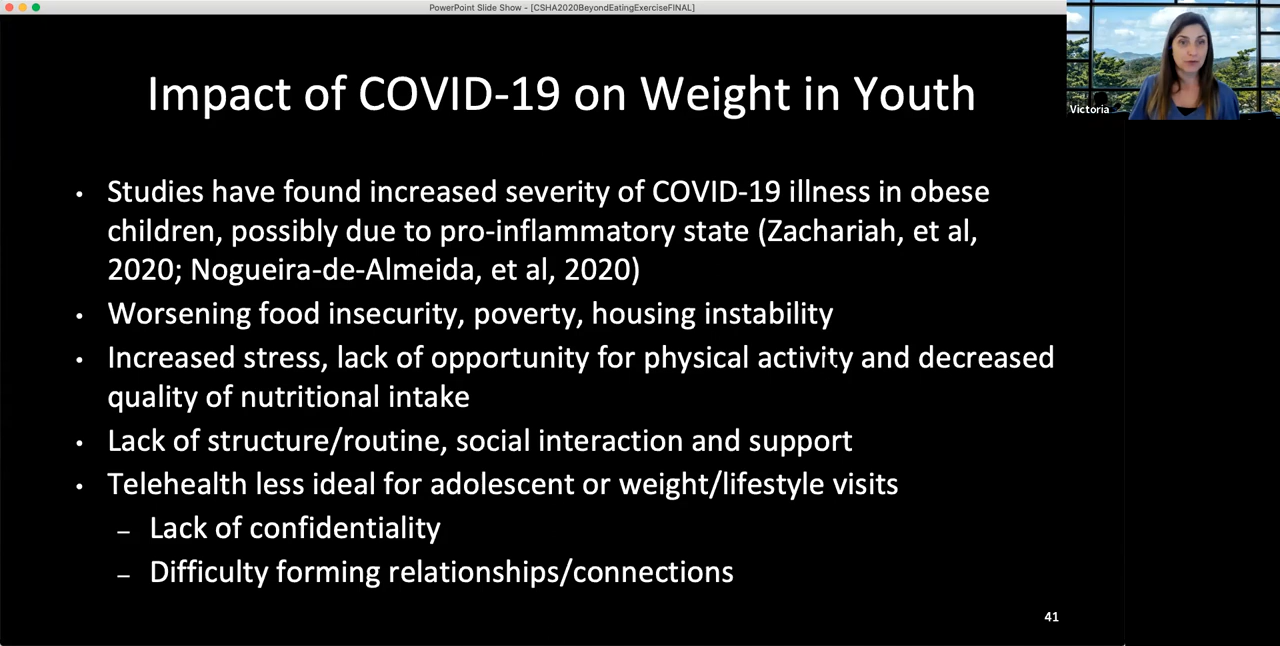 PowerPoint Slide Show - [CSHA2020BeyondEatingExerciseFINAL]
Victoria
Impact of COVID-19 on Weight in Youth
• Studies have found increased severity of COVID-19 illness in obese
children, possibly due to pro-inflammatory state (Zachariah, et al,
2020; Nogueira-de-Almeida, et al, 2020)
• Worsening food insecurity, poverty, housing instability
• Increased stress, lack of opportunity for physical activity and decreased
quality of nutritional intake
• Lack of structure/routine, social interaction and support
• Telehealth less ideal for adolescent or weight/lifestyle visits
– Lack of confidentiality
– Difficulty forming relationships/connections
41